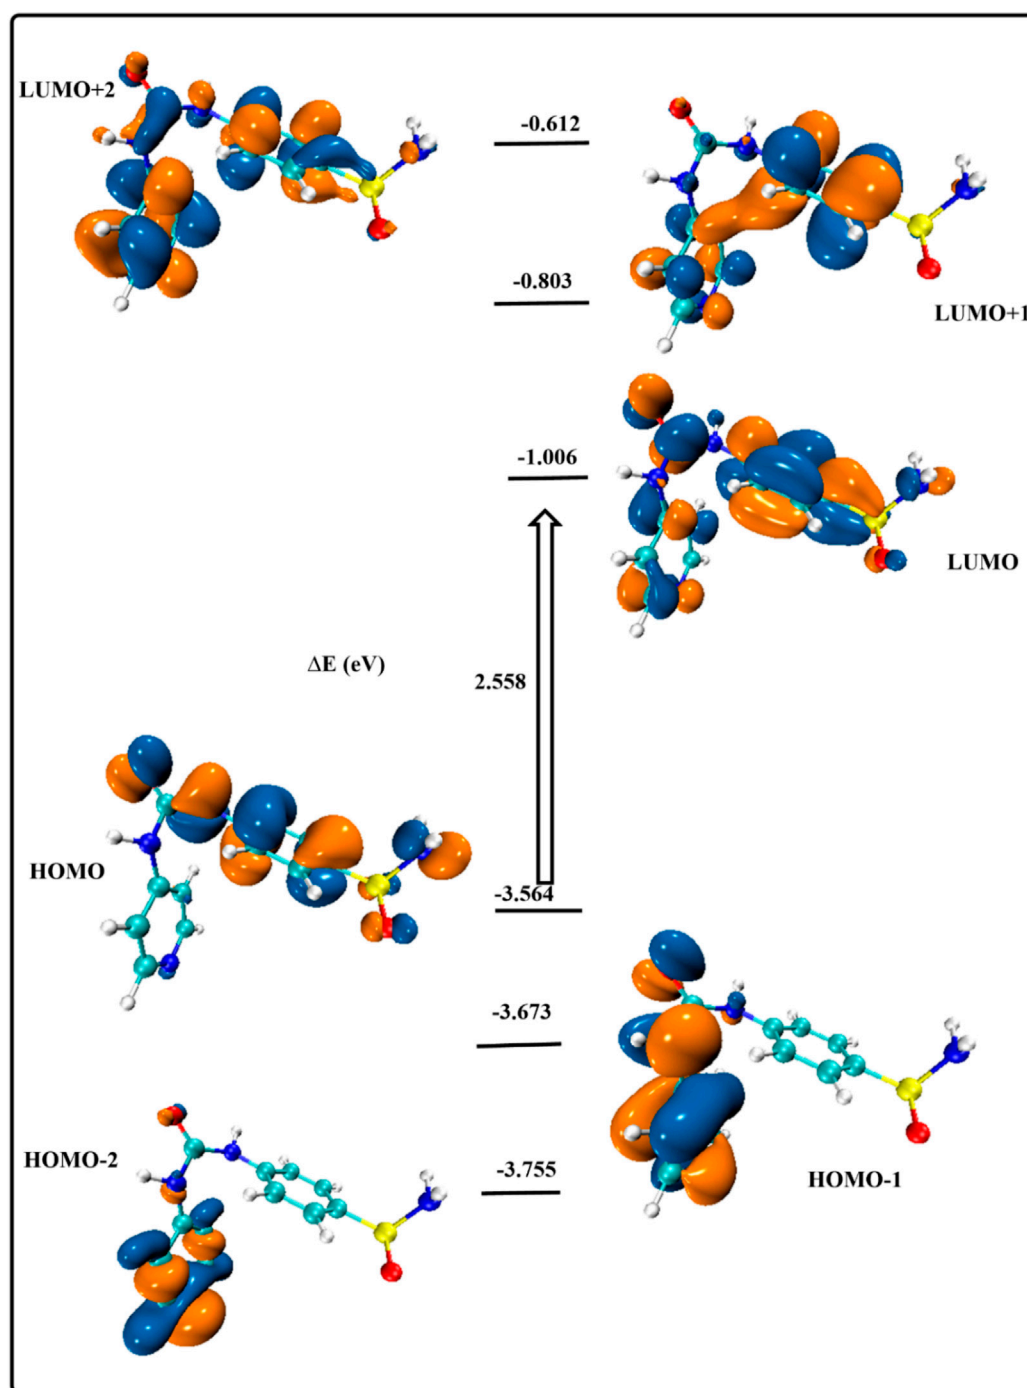 LUMO+2
-0.612
-0.803
LUMO+1
-1.006
LUMO
ΔE (eV)
2.558
HOMO
-3.564
-3.673
HOMO-2
-3.755
HOMO-1